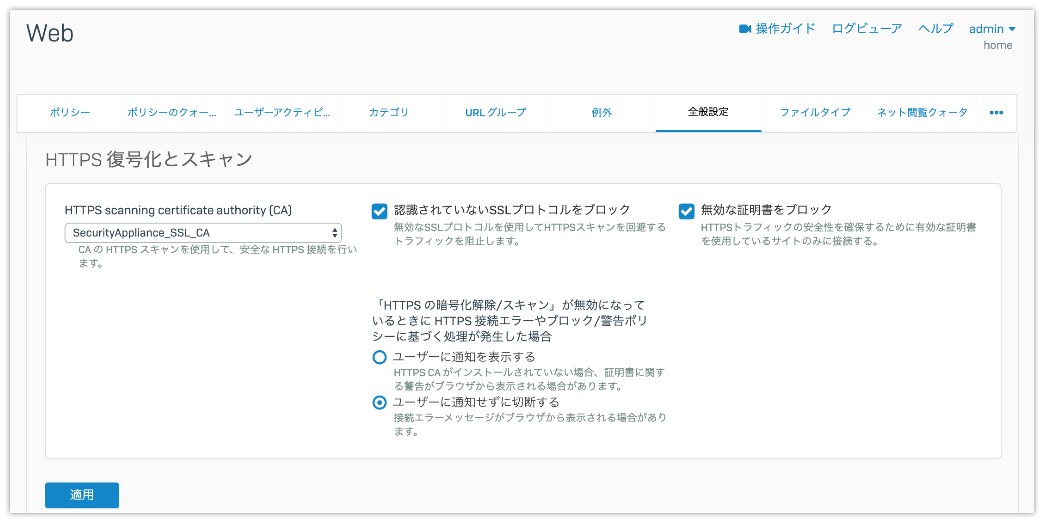 Web
操作ガイド ログビューア ヘルプ admin
home
ポリシー ポリシーのクォー... ユーザーアクティビ... カテゴリ URL グループ 例外 全般設定 ファイルタイプ ネット閲覧クォータ •••
HTTPS 復号化とスキャン
HTTPS scanning certificate authority (CA)
SecurityAppliance_SSL_CA
CA の HTTPS スキャンを使用して、安全な HTTPS 接続を行い
ます。
認識されていないSSLプロトコルをブロック
無効なSSLプロトコルを使用してHTTPSスキャンを回避する
トラフィックを阻止します。
無効な証明書をブロック
HTTPSトラフィックの安全性を確保するために有効な証明書
を使用しているサイトのみに接続する。
「HTTPS の暗号化解除/スキャン」が無効になって
いるときに HTTPS 接続エラーやブロック/警告ポリ
シーに基づく処理が発生した場合
ユーザーに通知を表示する
HTTPS CA がインストールされていない場合、証明書に関す
る警告がブラウザから表示される場合があります。
ユーザーに通知せずに切断する
接続エラーメッセージがブラウザから表示される場合があり
ます。
適用